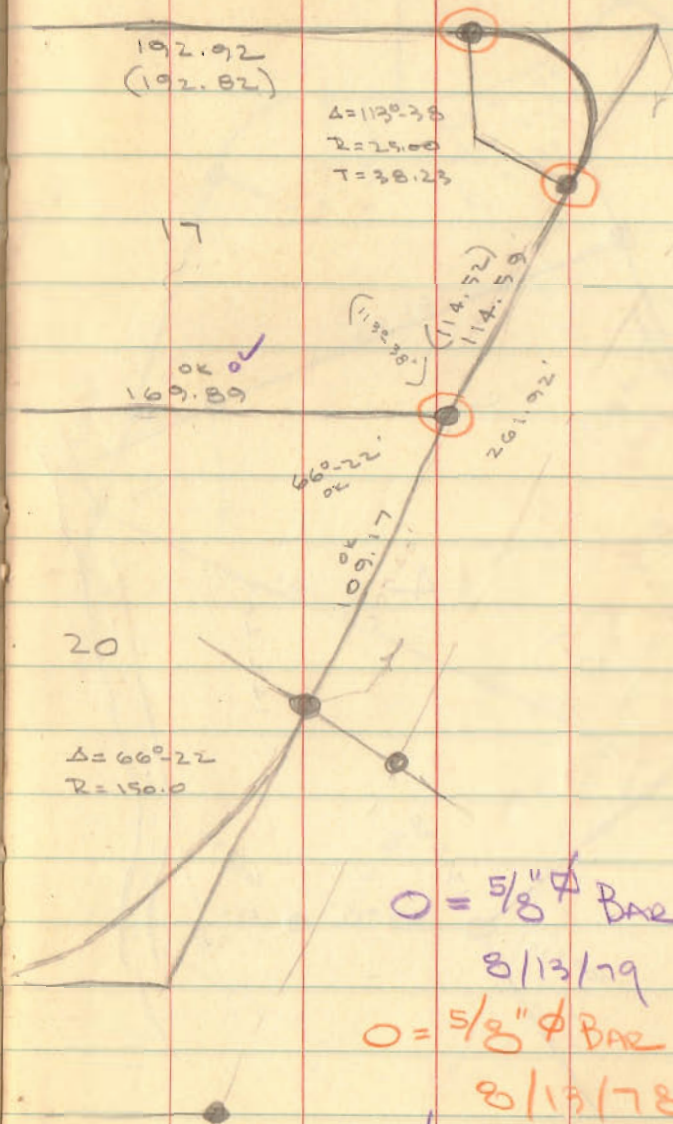 192.92
(192.82)
Δ=113°-38
R=25.00
T=38.23
17
(114.52)
114.59
(113°38')
OK ✓
169.89
261.92'
66°-22'
OK
OK
109.17
20
Δ=66°-22
R=150.0
O = 5/8" Ø BAR
8/13/79
O = 5/8" Ø BAR
8/13/78